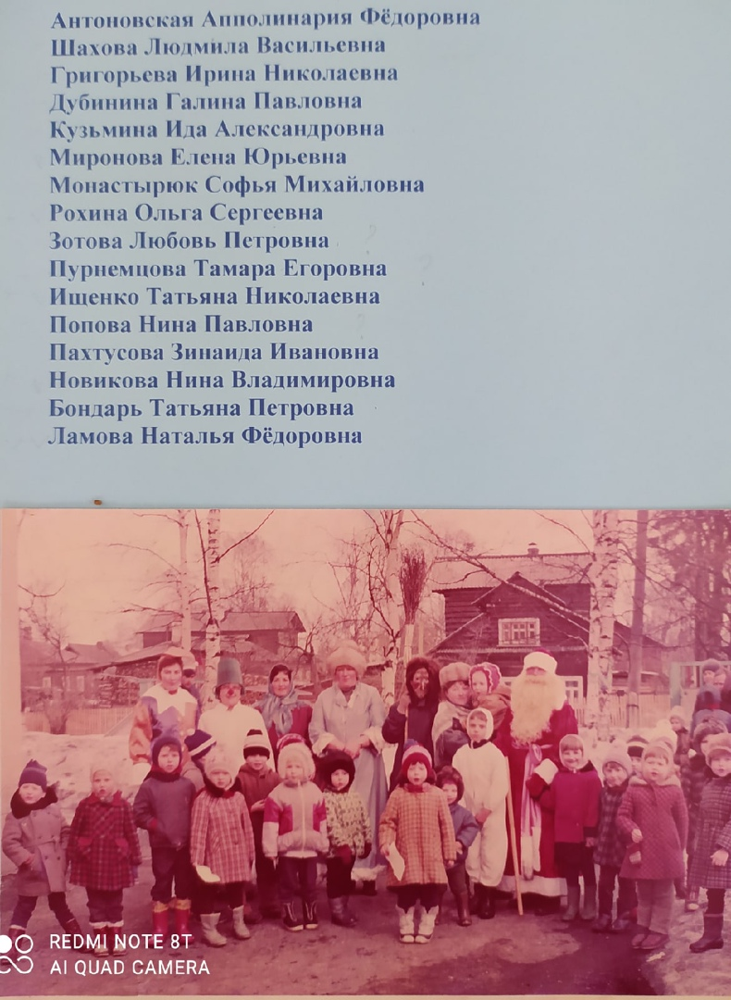 Антоновская Апполинария Фёдоровна
Шахова Людмила Васильевна
Григорьева Ирина Николаевна
Дубинина Галина Павловна
Кузьмина Ида Александровна
Миронова Елена Юрьевна
Монастырюк Софья Михайловна
Рохина Ольга Сергеевна
Зотова Любовь Петровна
Пурнемцова Тамара Егоровна
Ищенко Татьяна Николаевна
Попова Нина Павловна
Пахтусова Зинаида Ивановна
Новикова Нина Владимировна
Бондарь Татьяна Петровна
Ламова Наталья Фёдоровна
REDMI NOTE 8T
AI QUAD CAMERA